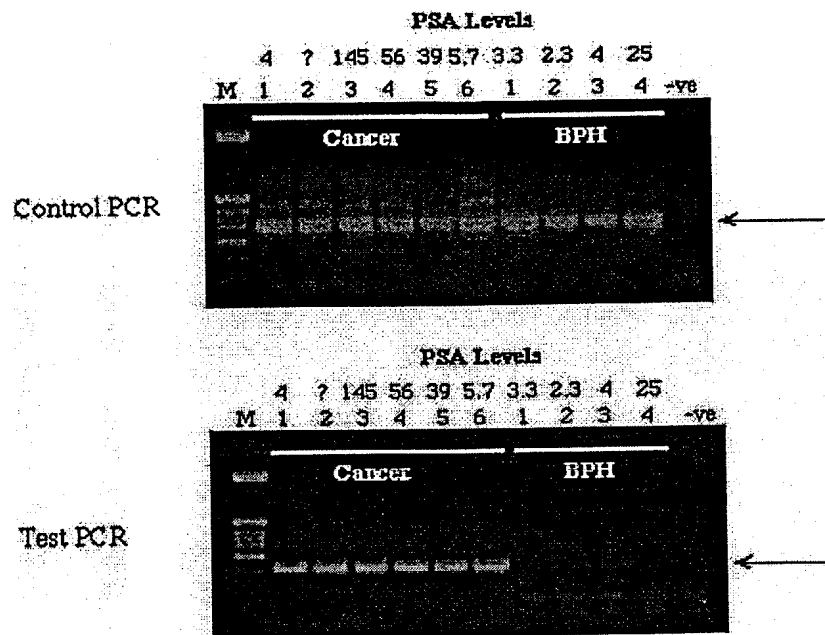 PSA Levels
4 ? 145 56 39 5.7 3.3 2.3 4 25
M 1 2 3 4 5 6 1 2 3 4 -ve
Cancer BPH
Control PCR
PSA Levels
4 ? 145 56 39 5.7 3.3 2.3 4 25
M 1 2 3 4 5 6 1 2 3 4 -ve
Cancer BPH
Test PCR